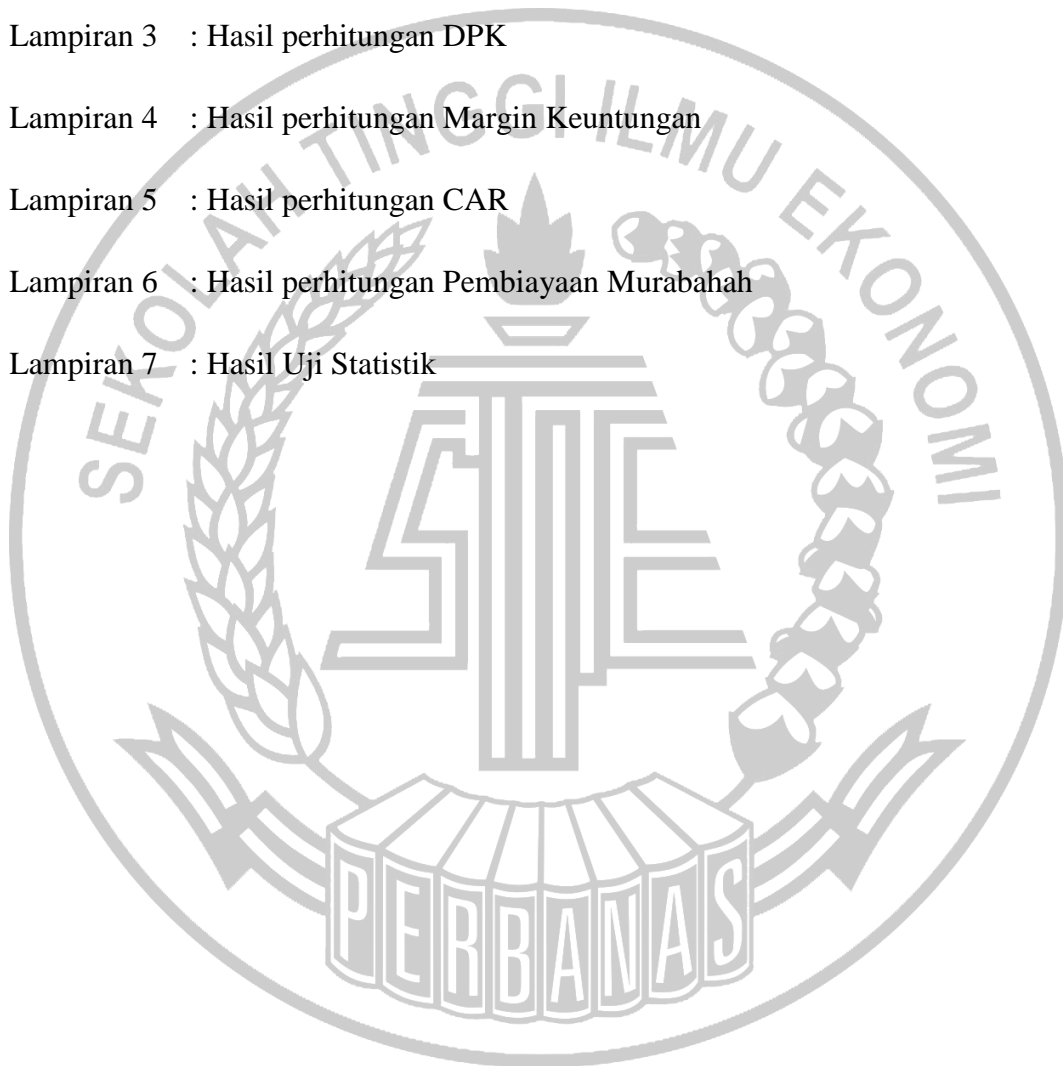 Lampiran 3 : Hasil perhitungan DPK
Lampiran 4 : Hasil perhitungan Margin Keuntungan
Lampiran 5 : Hasil perhitungan CAR
Lampiran 6 : Hasil perhitungan Pembiayaan Murabahah
Lampiran 7 : Hasil Uji Statistik
SEKOLAH TINGGI ILMU EKONOMI
STIE
PERBANAS